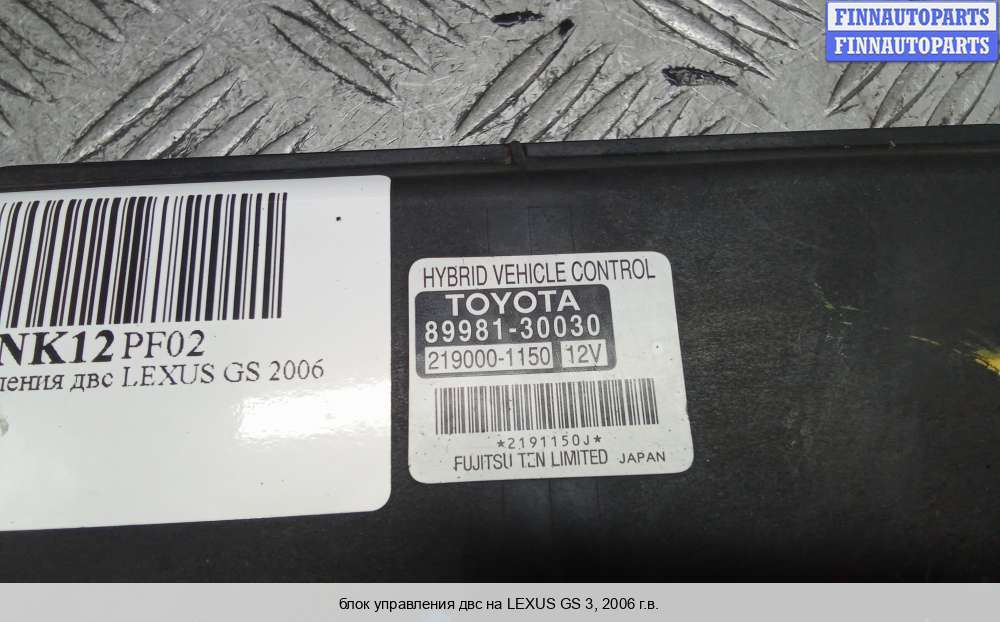 FINNAUTOPARTS
FINNAUTOPARTS
NK12 PF02
ления двс LEXUS GS 2006
HYBRID VEHICLE CONTROL
TOYOTA
89981-30030
219000-1150 12V
*2191150J*
FUJITSU TEN LIMITED JAPAN
блок управления двс на LEXUS GS 3, 2006 г.в.